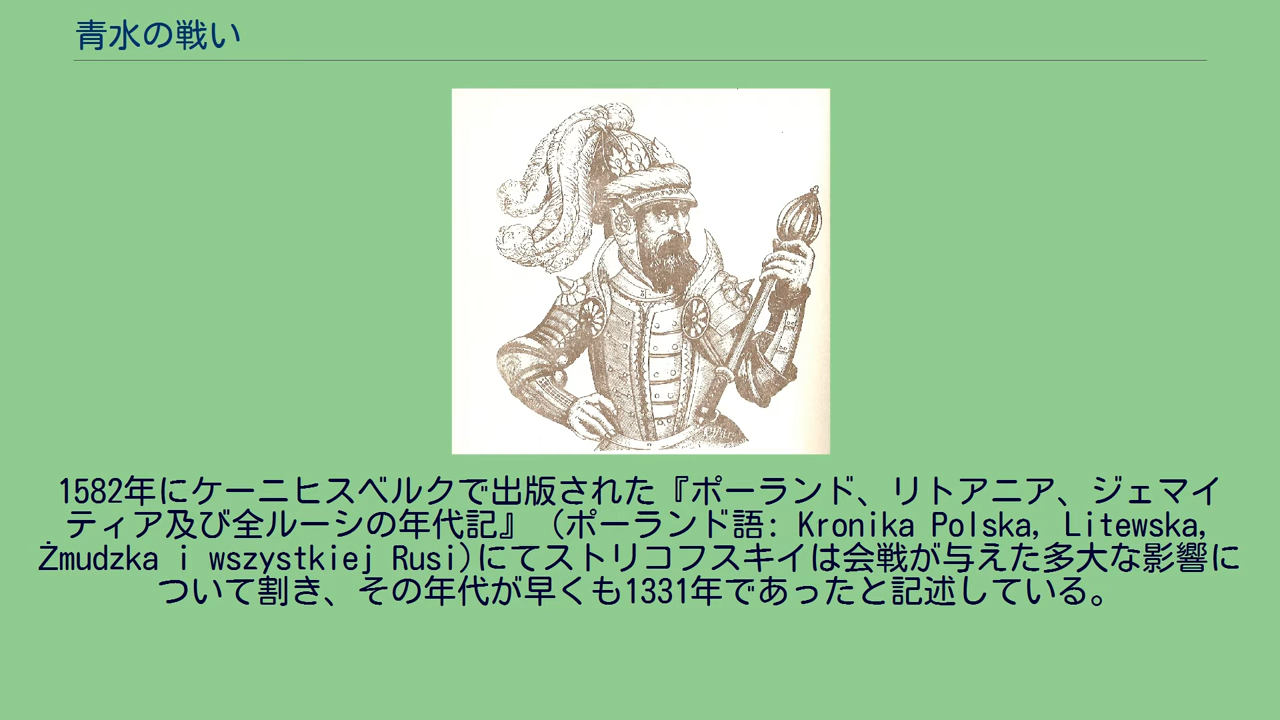 青水の戦い
1582年にケーニヒスベルクで出版された『ポーランド、リトアニア、ジェマイ
ティア及び全ルーシの年代記』（ポーランド語: Kronika Polska, Litewska,
Żmudzka i wszystkiej Rusi)にてストリコフスキイは会戦が与えた多大な影響に
ついて割き、その年代が早くも1331年であったと記述している。